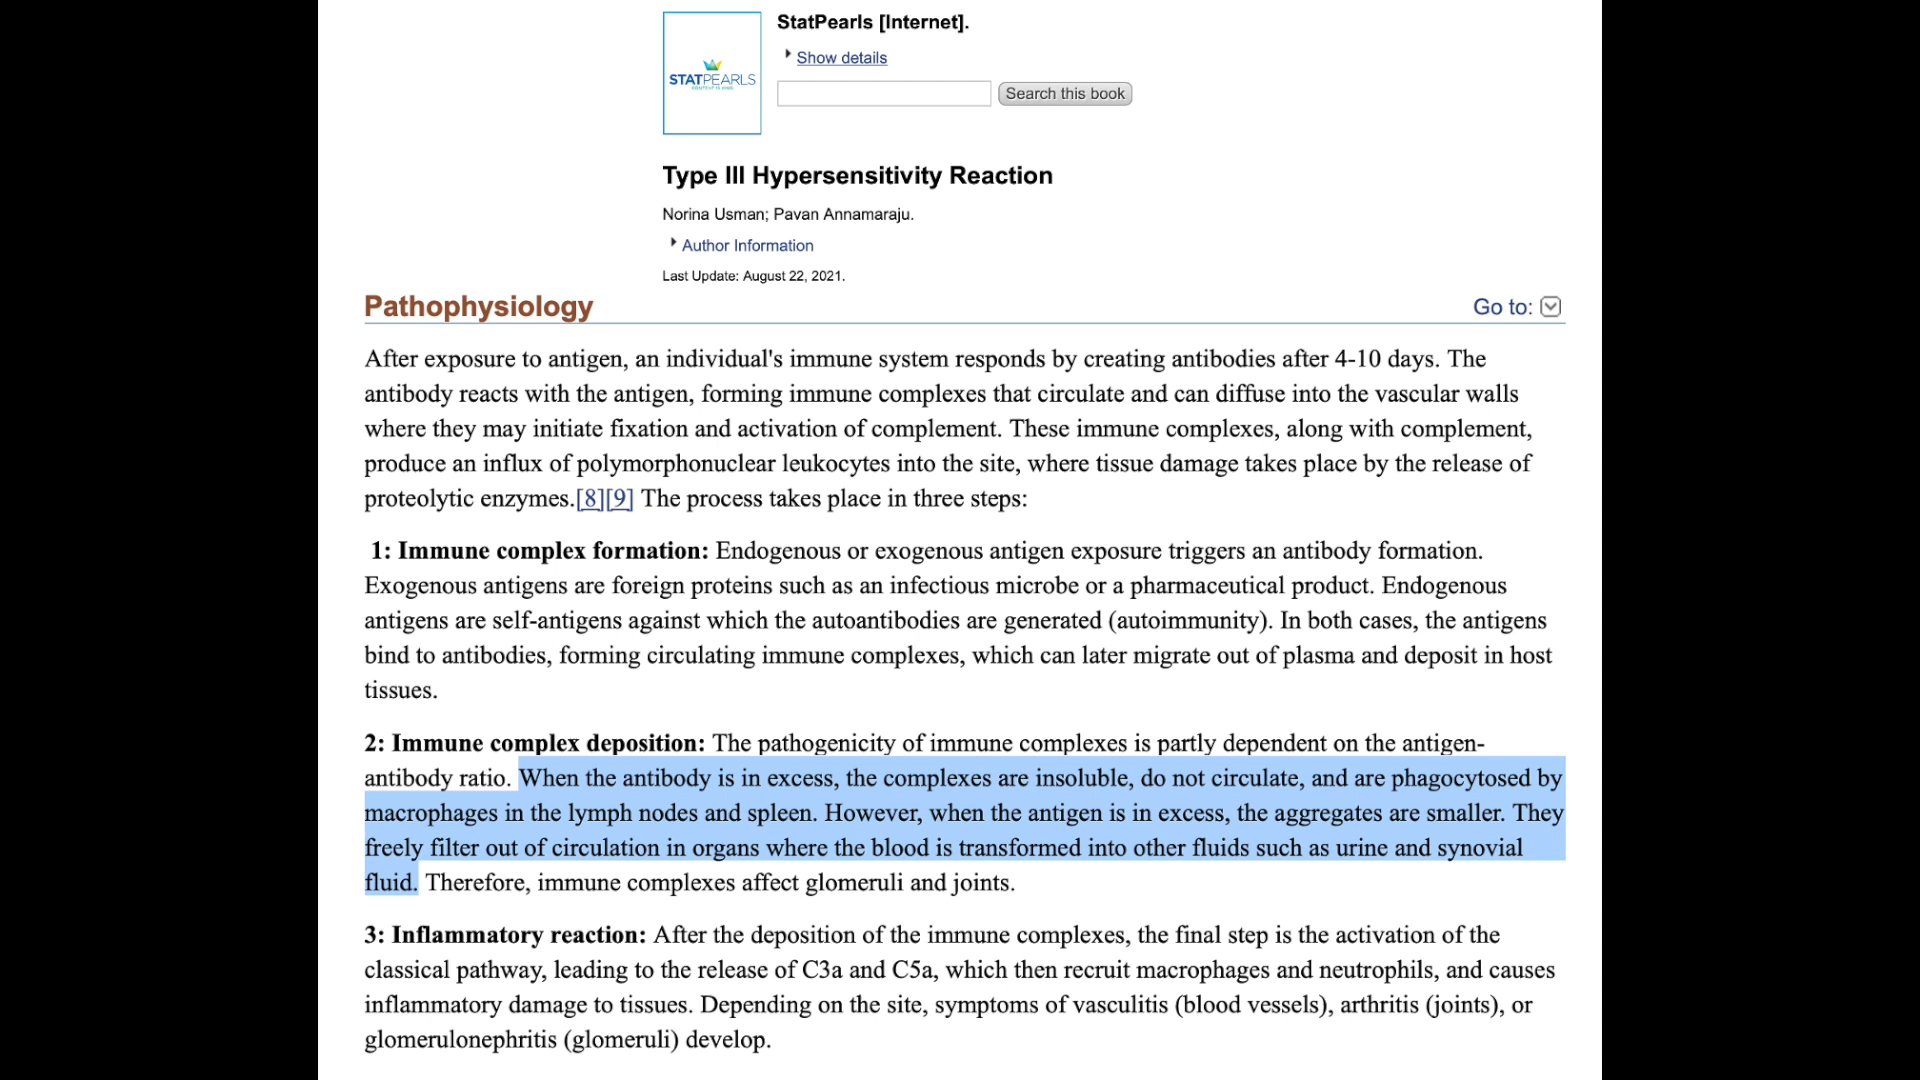 StatPearls [Internet].
Show details
STATPEARLS
Search this book
Type III Hypersensitivity Reaction
Norina Usman; Pavan Annamaraju.
Author Information
Last Update: August 22, 2021.
Pathophysiology
Go to:
After exposure to antigen, an individual's immune system responds by creating antibodies after 4-10 days. The
antibody reacts with the antigen, forming immune complexes that circulate and can diffuse into the vascular walls
where they may initiate fixation and activation of complement. These immune complexes, along with complement,
produce an influx of polymorphonuclear leukocytes into the site, where tissue damage takes place by the release of
proteolytic enzymes.[8][9] The process takes place in three steps:
1: Immune complex formation: Endogenous or exogenous antigen exposure triggers an antibody formation.
Exogenous antigens are foreign proteins such as an infectious microbe or a pharmaceutical product. Endogenous
antigens are self-antigens against which the autoantibodies are generated (autoimmunity). In both cases, the antigens
bind to antibodies, forming circulating immune complexes, which can later migrate out of plasma and deposit in host
tissues.
2: Immune complex deposition: The pathogenicity of immune complexes is partly dependent on the antigen-
antibody ratio. When the antibody is in excess, the complexes are insoluble, do not circulate, and are phagocytosed by
macrophages in the lymph nodes and spleen. However, when the antigen is in excess, the aggregates are smaller. They
freely filter out of circulation in organs where the blood is transformed into other fluids such as urine and synovial
fluid. Therefore, immune complexes affect glomeruli and joints.
3: Inflammatory reaction: After the deposition of the immune complexes, the final step is the activation of the
classical pathway, leading to the release of C3a and C5a, which then recruit macrophages and neutrophils, and causes
inflammatory damage to tissues. Depending on the site, symptoms of vasculitis (blood vessels), arthritis (joints), or
glomerulonephritis (glomeruli) develop.